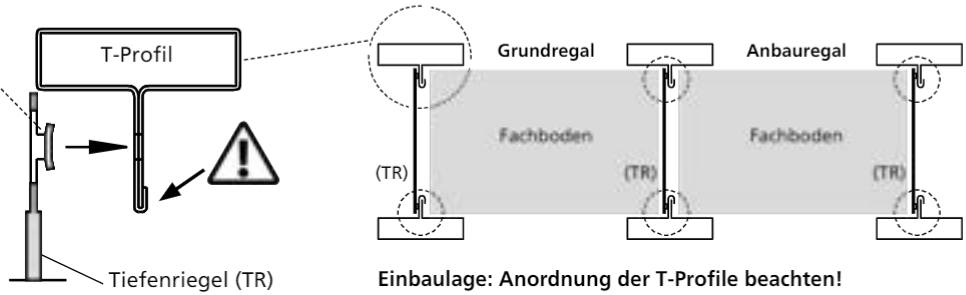 T-Profil
Grundregal
Anbauregal
Fachboden
Fachboden
(TR)
(TR)
(TR)
Tiefenriegel (TR)
Einbaulage: Anordnung der T-Profile beachten!